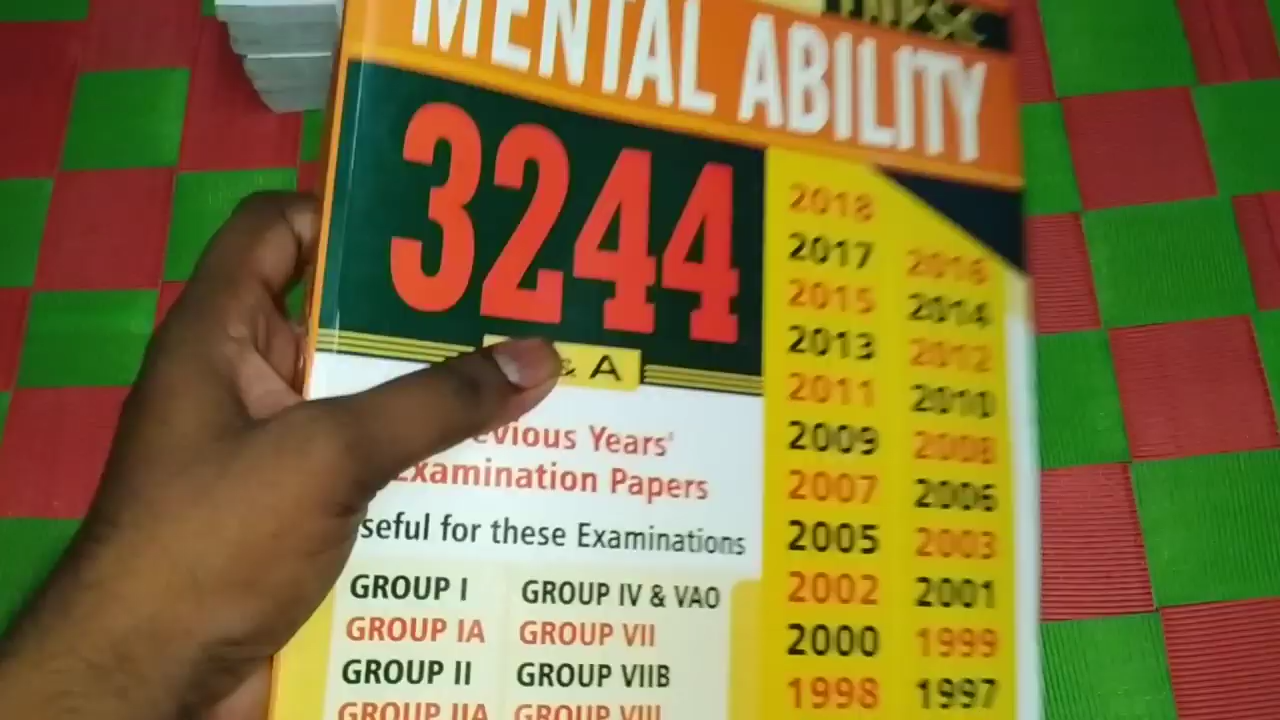 TNPSC
MENTAL ABILITY
3244
& A
evious Years'
Examination Papers
seful for these Examinations
GROUP I
GROUP IV & VAO
GROUP IA
GROUP VII
GROUP II
GROUP VIIB
GROUP IIA
GROUP VIII
2018
2017 2016
2015 2014
2013 2012
2011 2010
2009 2008
2007 2006
2005 2003
2002 2001
2000 1999
1998 1997